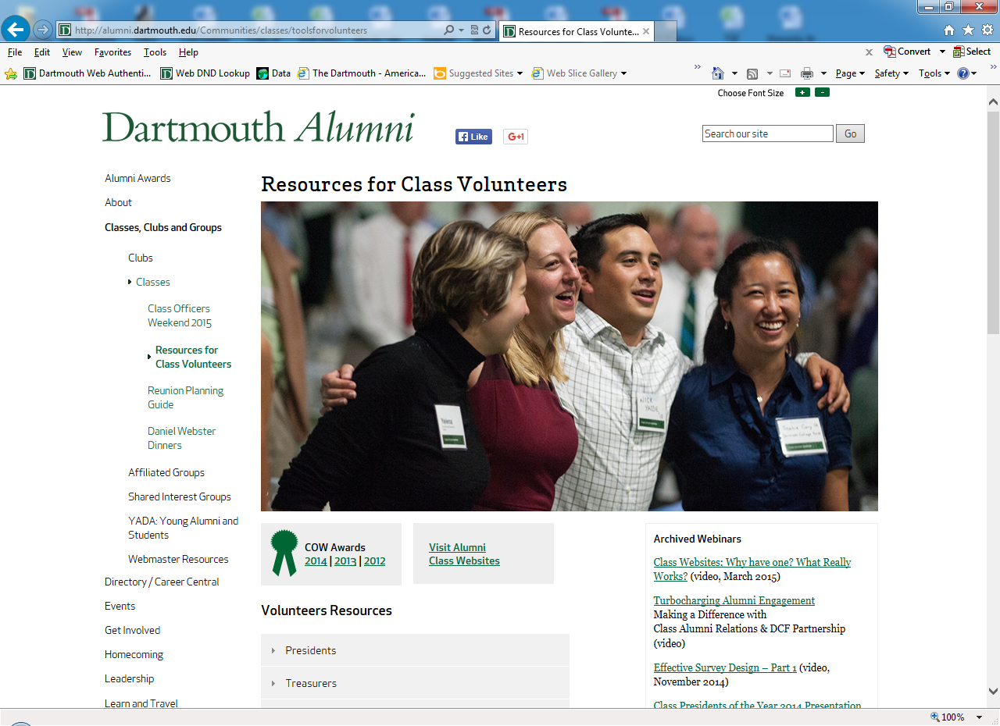 http://alumni.dartmouth.edu/Communities/classes/toolsforvolunteers
Resources for Class Volunte...
File Edit View Favorites Tools Help
Convert Select
Dartmouth Web Authenti... Web DND Lookup Data The Dartmouth - America... Suggested Sites Web Slice Gallery Page Safety Tools
Choose Font Size + -
Dartmouth Alumni
Like
G+1
Search our site Go
Alumni Awards
About
Classes, Clubs and Groups
Clubs
Classes
Class Officers
Weekend 2015
Resources for
Class Volunteers
Reunion Planning
Guide
Daniel Webster
Dinners
Affiliated Groups
Shared Interest Groups
YADA: Young Alumni and
Students
Webmaster Resources
Directory / Career Central
Events
Get Involved
Homecoming
Leadership
Learn and Travel
Resources for Class Volunteers
Yelena
COW Awards
2014 | 2013 | 2012
Visit Alumni
Class Websites
Volunteers Resources
Presidents
Treasurers
Archived Webinars
Class Websites: Why have one? What Really
Works? (video, March 2015)
Turbocharging Alumni Engagement
Making a Difference with
Class Alumni Relations & DCF Partnership
(video)
Effective Survey Design – Part 1 (video,
November 2014)
Class Presidents of the Year 2014 Presentation
100%